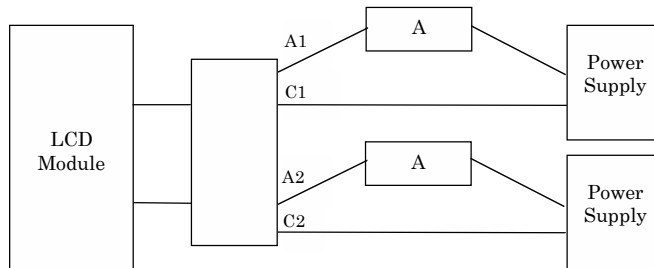 A1
A
Power
Supply
C1
LCD
Module
A2
A
Power
Supply
C2